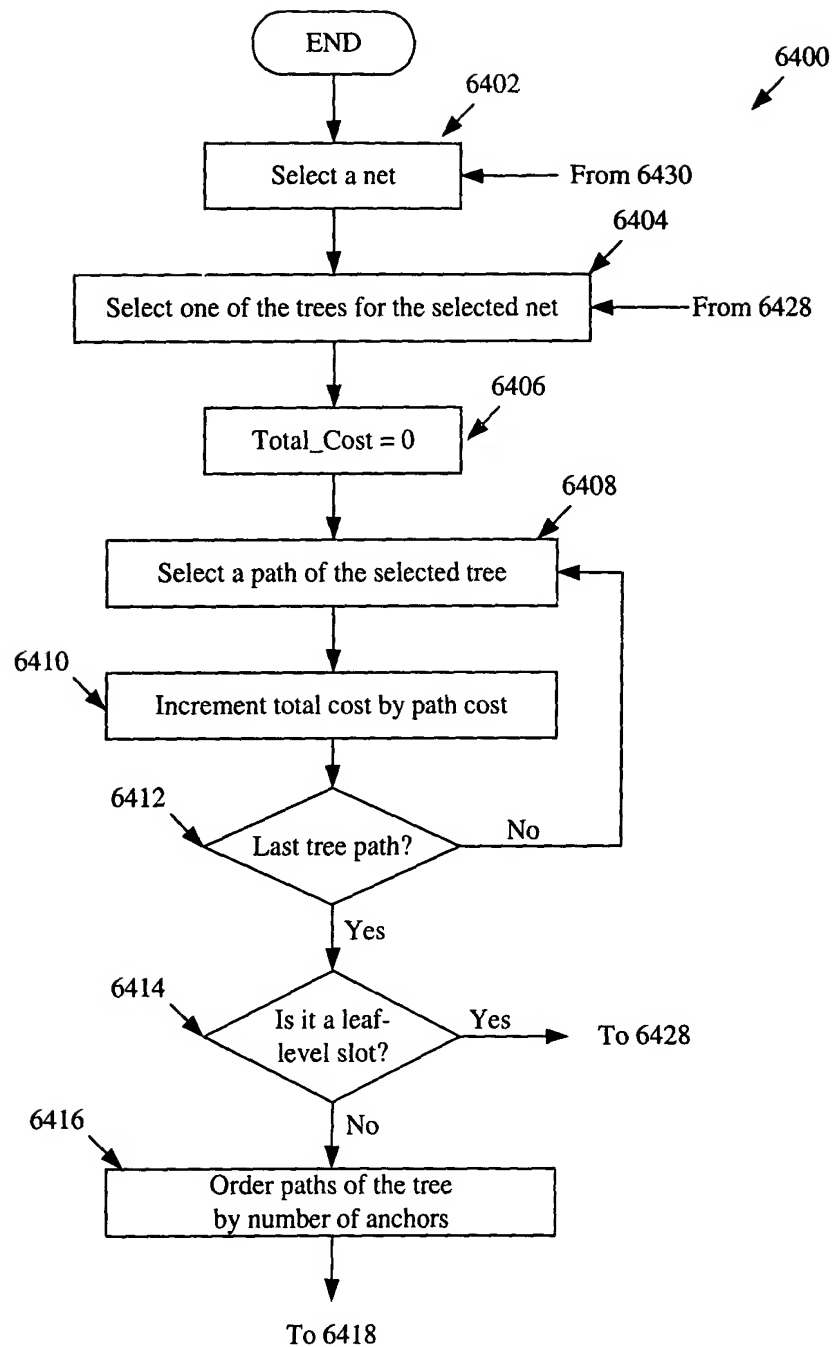 END
6400
6402
Select a net
From 6430
6404
Select one of the trees for the selected net
From 6428
6406
Total_Cost = 0
6408
Select a path of the selected tree
6410
Increment total cost by path cost
6412
Last tree path?
No
Yes
6414
Is it a leaf-
level slot?
Yes
To 6428
No
6416
Order paths of the tree
by number of anchors
To 6418